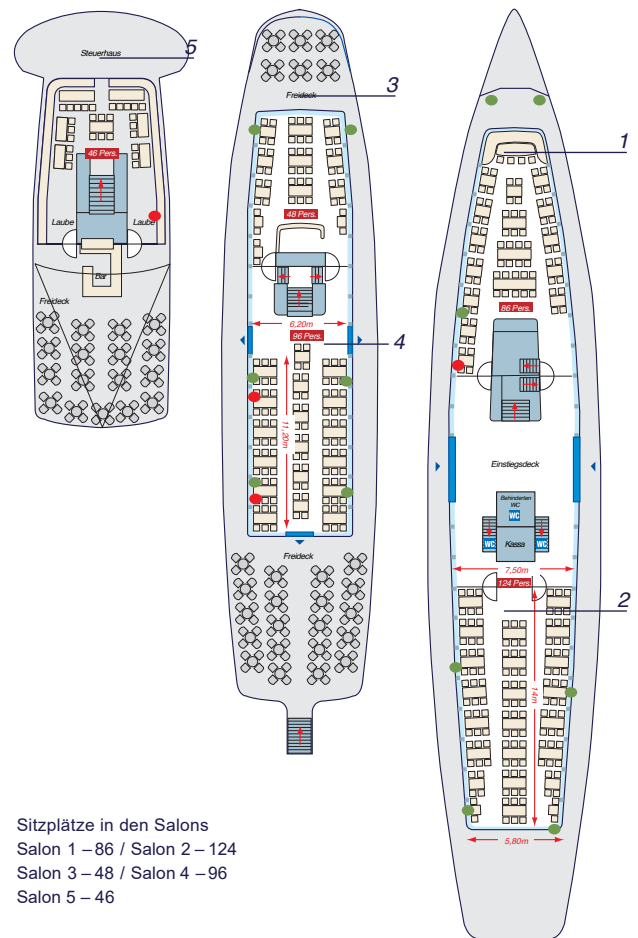 5
Steuerhaus
46 Pers.
Laube
Laube
Bar
Freideck
3
Freideck
48 Pers.
6,20m
96 Pers.
4
11,20m
Freideck
1
86 Pers.
Einstiegsdeck
Behinderten
WC
WC
WC
WC
Kassa
7,50m
124 Pers.
2
14m
5,80m
Sitzplätze in den Salons
Salon 1 – 86 / Salon 2 – 124
Salon 3 – 48 / Salon 4 – 96
Salon 5 – 46